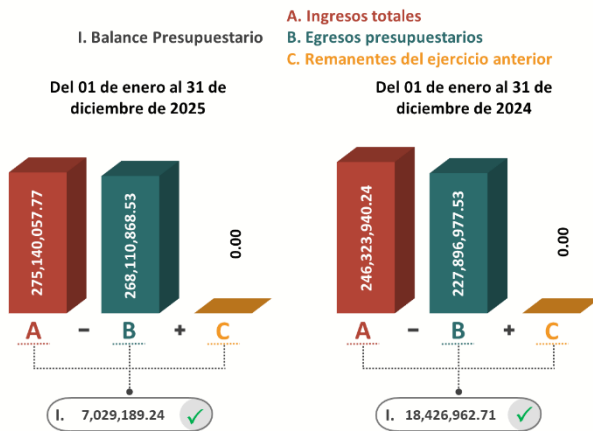 A. Ingresos totales
I. Balance Presupuestario
B. Egresos presupuestarios
C. Remanentes del ejercicio anterior
Del 01 de enero al 31 de
diciembre de 2025
275,140,057.77
268,110,868.53
0.00
A - B + C
I. 7,029,189.24
Del 01 de enero al 31 de
diciembre de 2024
246,323,940.24
227,896,977.53
0.00
A - B + C
I. 18,426,962.71